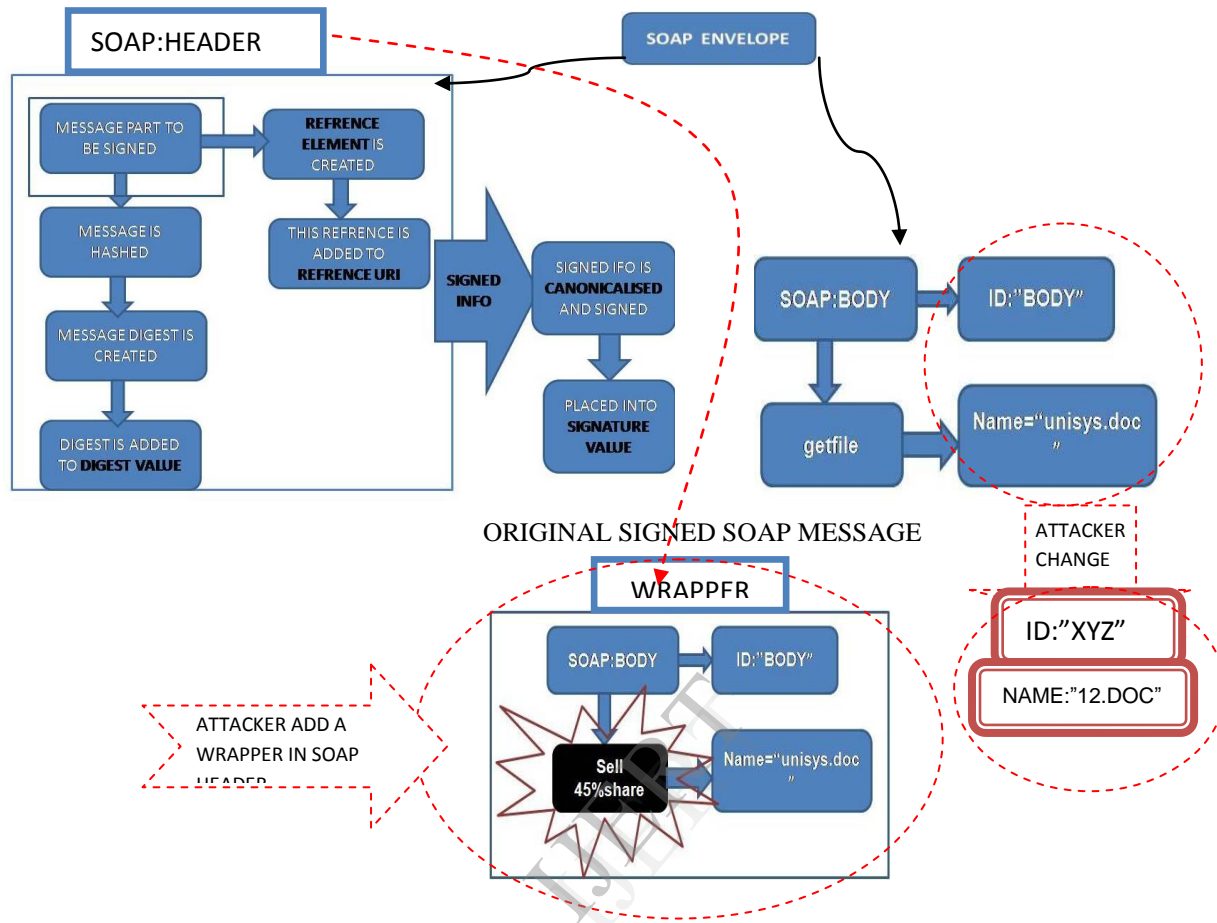 SOAP:HEADER
SOAP ENVELOPE
MESSAGE PART TO
BE SIGNED
REFRENCE
ELEMENT IS
CREATED
MESSAGE IS
HASHED
THIS REFRENCE IS
ADDED TO
REFRENCE URI
MESSAGE DIGEST IS
CREATED
DIGEST IS ADDED
TO DIGEST VALUE
SIGNED
INFO
SIGNED IFO IS
CANONICALISED
AND SIGNED
PLACED INTO
SIGNATURE
VALUE
SOAP:BODY
ID:"BODY"
getfile
Name="unisys.doc
"
ORIGINAL SIGNED SOAP MESSAGE
ATTACKER
CHANGE
ID:"XYZ"
NAME:"12.DOC"
WRAPPER
SOAP:BODY
ID:"BODY"
Sell
45%share
Name="unisys.doc
"
ATTACKER ADD A
WRAPPER IN SOAP
HEADER
IJERT